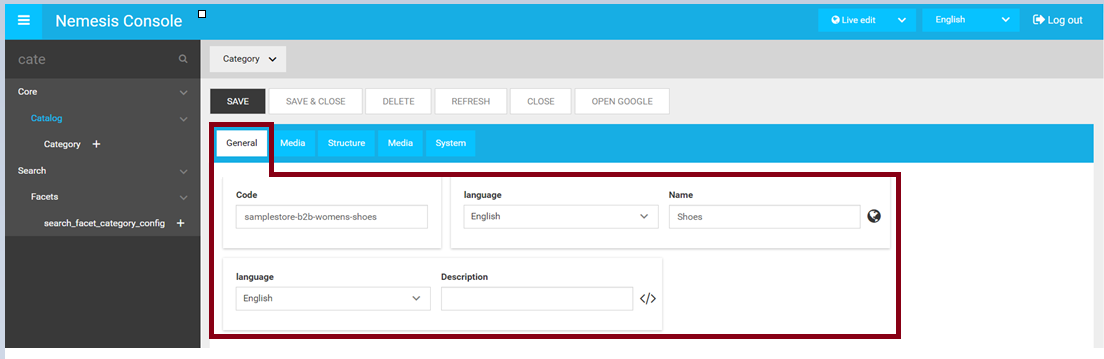 Nemesis Console
Live edit
English
Log out
cate
Core
Catalog
Category +
Search
Facets
search_facet_category_config +
Category
SAVE
SAVE & CLOSE
DELETE
REFRESH
CLOSE
OPEN GOOGLE
General
Media
Structure
Media
System
Code
samplestore-b2b-womens-shoes
language
English
Name
Shoes
language
English
Description
</>